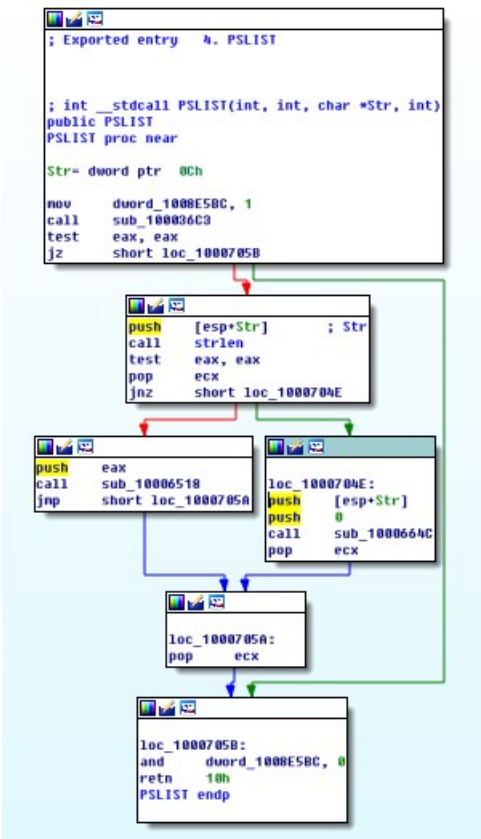 ; Exported entry   4. PSLIST
; int __stdcall PSLIST(int, int, char *Str, int)
public PSLIST
PSLIST proc near
Str= dword ptr  0Ch
mov     dword_1008E5BC, 1
call    sub_100036C3
test    eax, eax
jz      short loc_1000705B
push    [esp+Str]       ; Str
call    strlen
test    eax, eax
pop     ecx
jnz     short loc_1000704E
push    eax
call    sub_10006518
jmp     short loc_1000705A
loc_1000704E:
push    [esp+Str]
push    0
call    sub_1000664C
pop     ecx
loc_1000705A:
pop     ecx
loc_1000705B:
and     dword_1008E5BC, 0
retn    10h
PSLIST endp